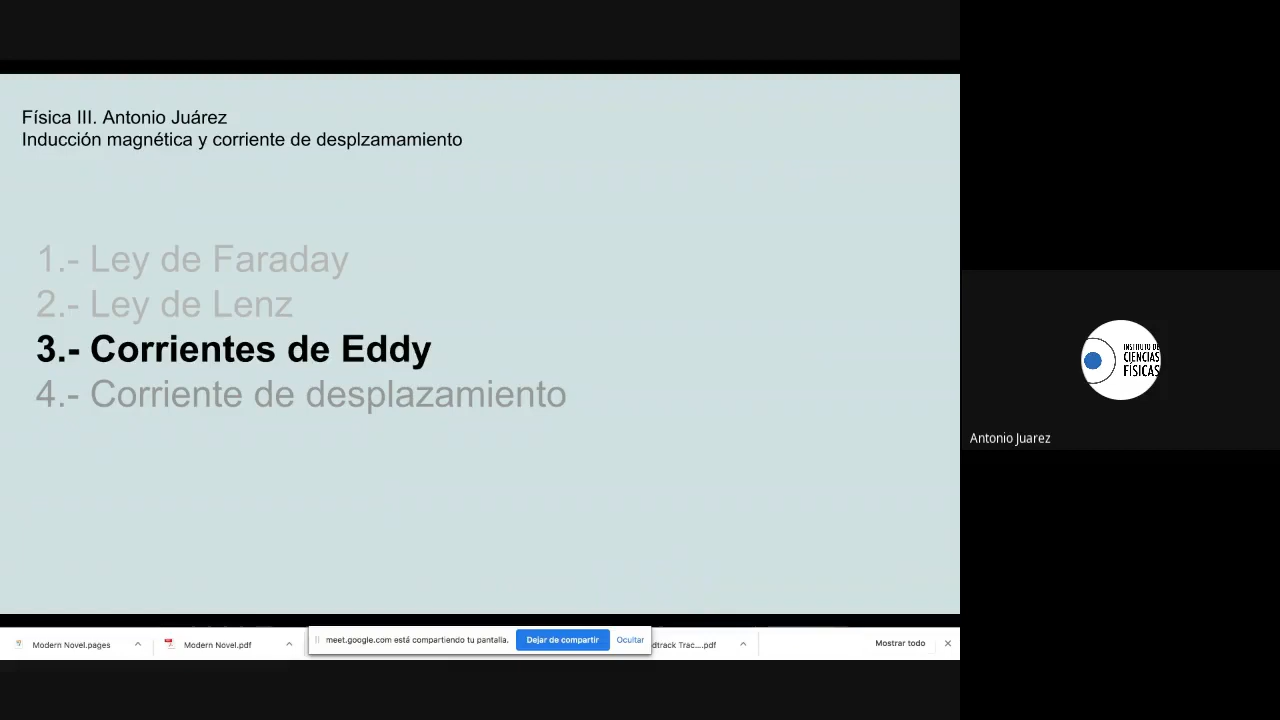 Física III. Antonio Juárez
Inducción magnética y corriente de desplzamamiento
1.- Ley de Faraday
2.- Ley de Lenz
3.- Corrientes de Eddy
4.- Corriente de desplazamiento
INSTITUTO DE
CIENCIAS
FÍSICAS
Antonio Juarez
Modern Novel.pages
Modern Novel.pdf
meet.google.com está compartiendo tu pantalla.
Dejar de compartir
Ocultar
dtrack Trac....pdf
Mostrar todo